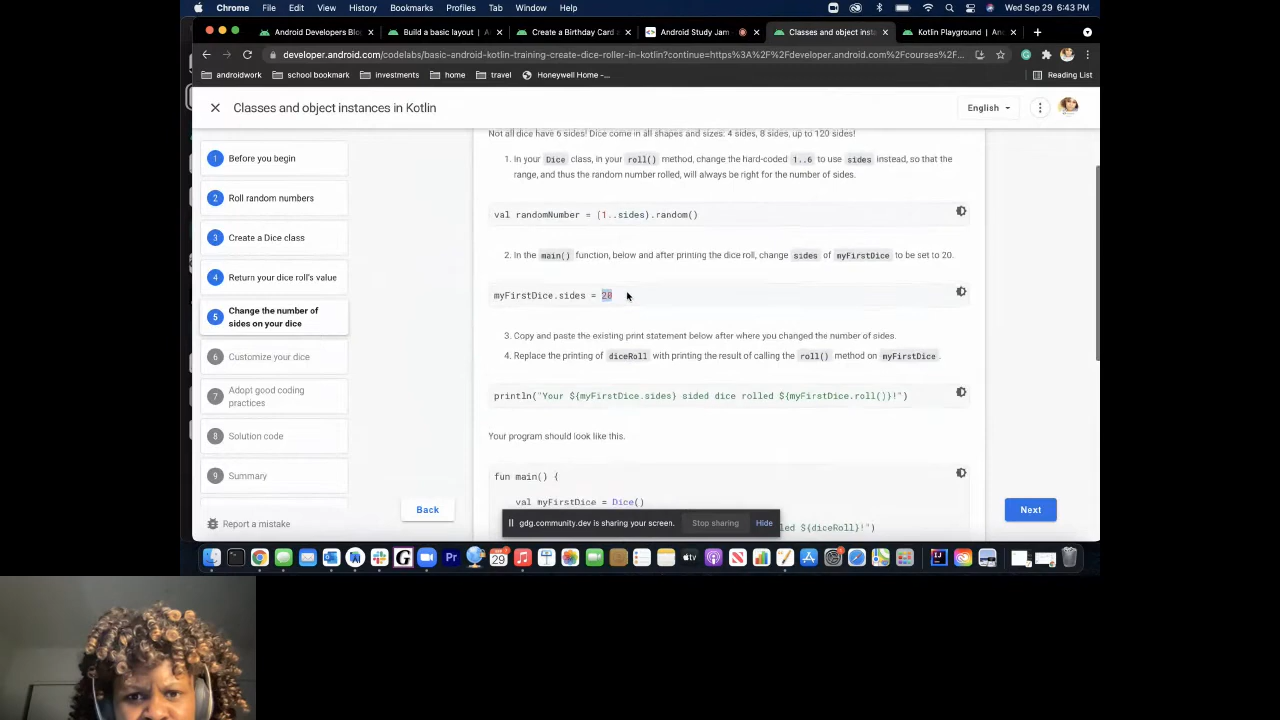 Chrome File Edit View History Bookmarks Profiles Tab Window Help Wed Sep 29 6:43 PM
Android Developers Blo Build a basic layout | A Create a Birthday Card a Android Study Jam Classes and object insta Kotlin Playground | And
developer.android.com/codelabs/basic-android-kotlin-training-create-dice-roller-in-kotlin?continue=https%3A%2F%2Fdeveloper.android.com%2Fcourses%2F...
androidwork school bookmark investments home travel Honeywell Home -... Reading List
Classes and object instances in Kotlin English
1 Before you begin
2 Roll random numbers
3 Create a Dice class
4 Return your dice roll's value
5 Change the number of
sides on your dice
6 Customize your dice
7 Adopt good coding
practices
8 Solution code
9 Summary
Report a mistake
Not all dice have 6 sides! Dice come in all shapes and sizes: 4 sides, 8 sides, up to 120 sides!
1. In your Dice class, in your roll() method, change the hard-coded 1..6 to use sides instead, so that the
range, and thus the random number rolled, will always be right for the number of sides.
val randomNumber = (1..sides).random()
2. In the main() function, below and after printing the dice roll, change sides of myFirstDice to be set to 20.
myFirstDice.sides = 20
3. Copy and paste the existing print statement below after where you changed the number of sides.
4. Replace the printing of diceRoll with printing the result of calling the roll() method on myFirstDice.
println("Your ${myFirstDice.sides} sided dice rolled ${myFirstDice.roll()}!")
Your program should look like this.
fun main() {
val myFirstDice = Dice()
led ${diceRoll}!")
Back Next
gdg.community.dev is sharing your screen. Stop sharing Hide